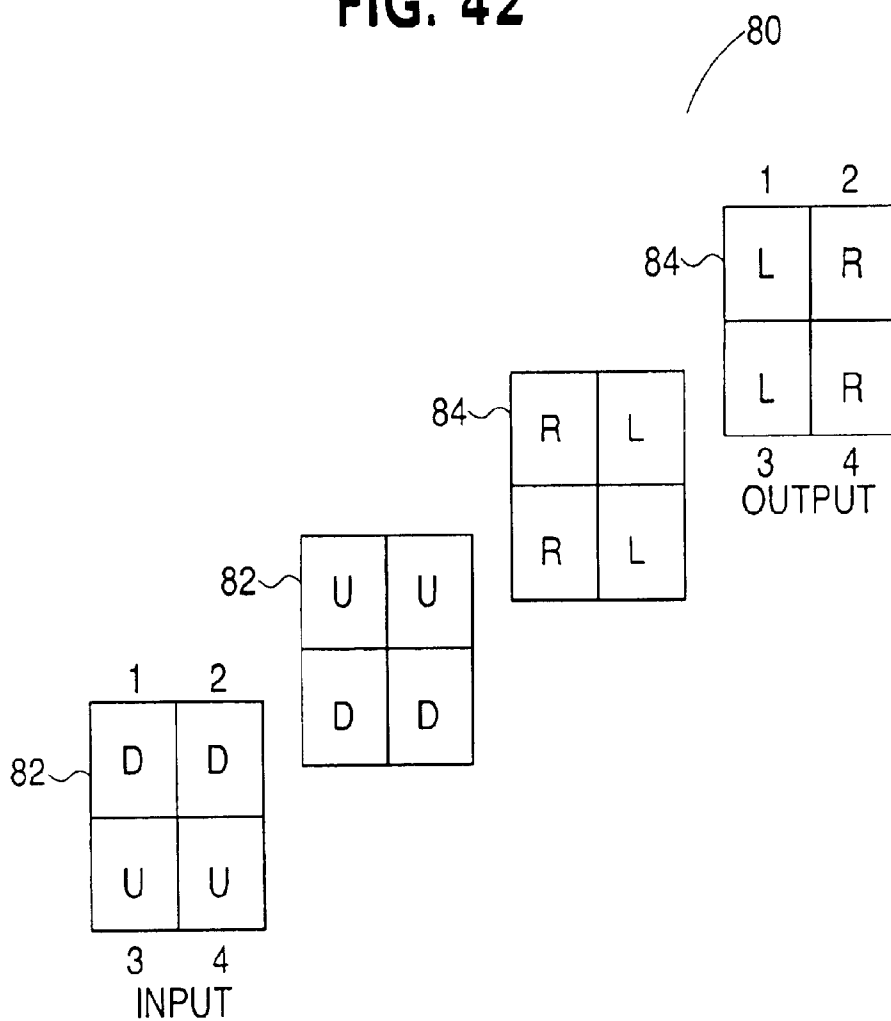 FIG. 42
80
1 2
84 L R
L R
3 4
OUTPUT
84 R L
R L
82 U U
D D
1 2
82 D D
U U
3 4
INPUT